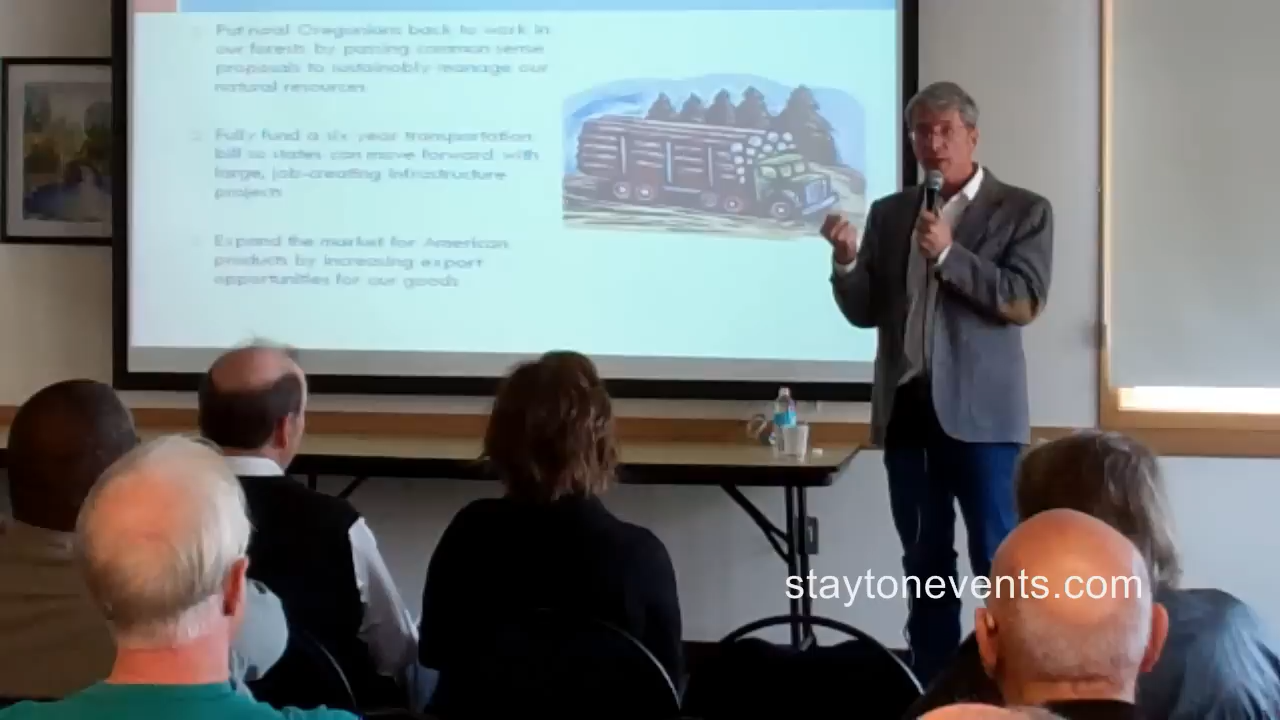 Put rural Oregonians back to work in
our forests by passing common sense
proposals to sustainably manage our
natural resources
Fully fund a six year transportation
bill so states can move forward with
large, job-creating infrastructure
projects
Expand the market for American
products by increasing export
opportunities for our goods
staytonevents.com